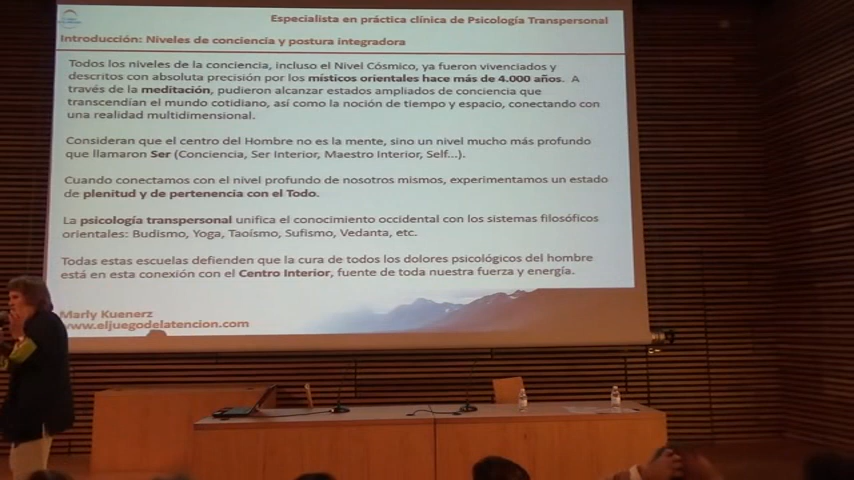 Especialista en práctica clínica de Psicología Transpersonal
Introducción: Niveles de conciencia y postura integradora
Todos los niveles de la conciencia, incluso el Nivel Cósmico, ya fueron vivenciados y
descritos con absoluta precisión por los místicos orientales hace más de 4.000 años. A
través de la meditación, pudieron alcanzar estados ampliados de conciencia que
transcendían el mundo cotidiano, así como la noción de tiempo y espacio, conectando con
una realidad multidimensional.
Consideran que el centro del Hombre no es la mente, sino un nivel mucho más profundo
que llamaron Ser (Conciencia, Ser Interior, Maestro Interior, Self...).
Cuando conectamos con el nivel profundo de nosotros mismos, experimentamos un estado
de plenitud y de pertenencia con el Todo.
La psicología transpersonal unifica el conocimiento occidental con los sistemas filosóficos
orientales: Budismo, Yoga, Taoísmo, Sufismo, Vedanta, etc.
Todas estas escuelas defienden que la cura de todos los dolores psicológicos del hombre
está en esta conexión con el Centro Interior, fuente de toda nuestra fuerza y energía.
Marly Kuenerz
www.eljuegodelatencion.com